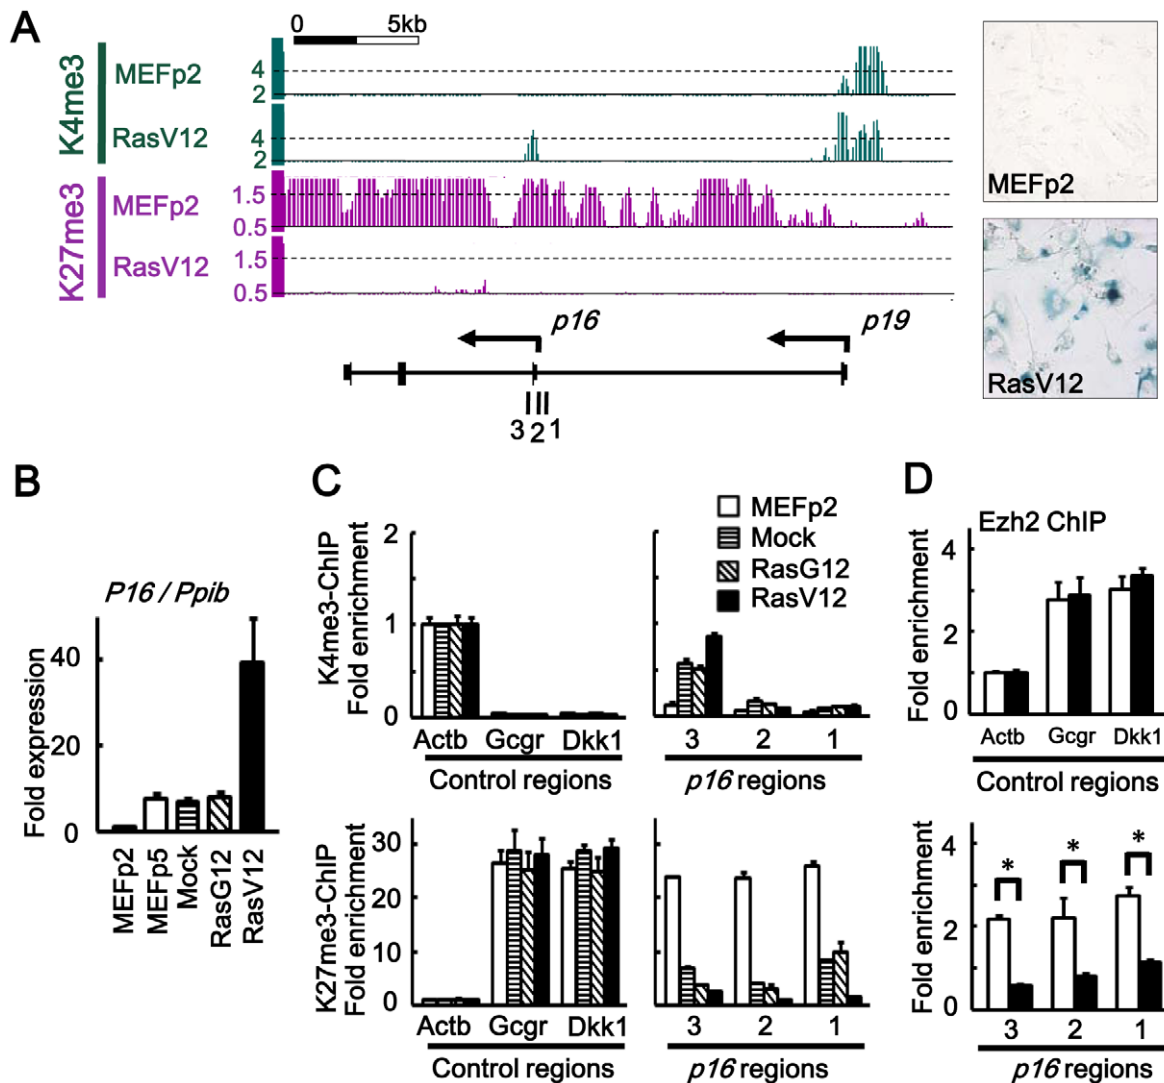 A
0 5kb
K4me3
MEFp2
4
2
RasV12
4
2
K27me3
MEFp2
1.5
0.5
RasV12
1.5
0.5
p16
p19
3 2 1
MEFp2
RasV12
B
P16 / Ppib
Fold expression
40
20
0
MEFp2
MEFp5
Mock
RasG12
RasV12
C
MEFp2
Mock
RasG12
RasV12
K4me3-ChIP
Fold enrichment
2
1
0
Actb Gcgr Dkk1
Control regions
3 2 1
p16 regions
K27me3-ChIP
Fold enrichment
30
20
10
0
Actb Gcgr Dkk1
Control regions
3 2 1
p16 regions
D
Ezh2 ChIP
Fold enrichment
4
2
0
Actb Gcgr Dkk1
Control regions
Fold enrichment
4
2
0
* * *
3 2 1
p16 regions